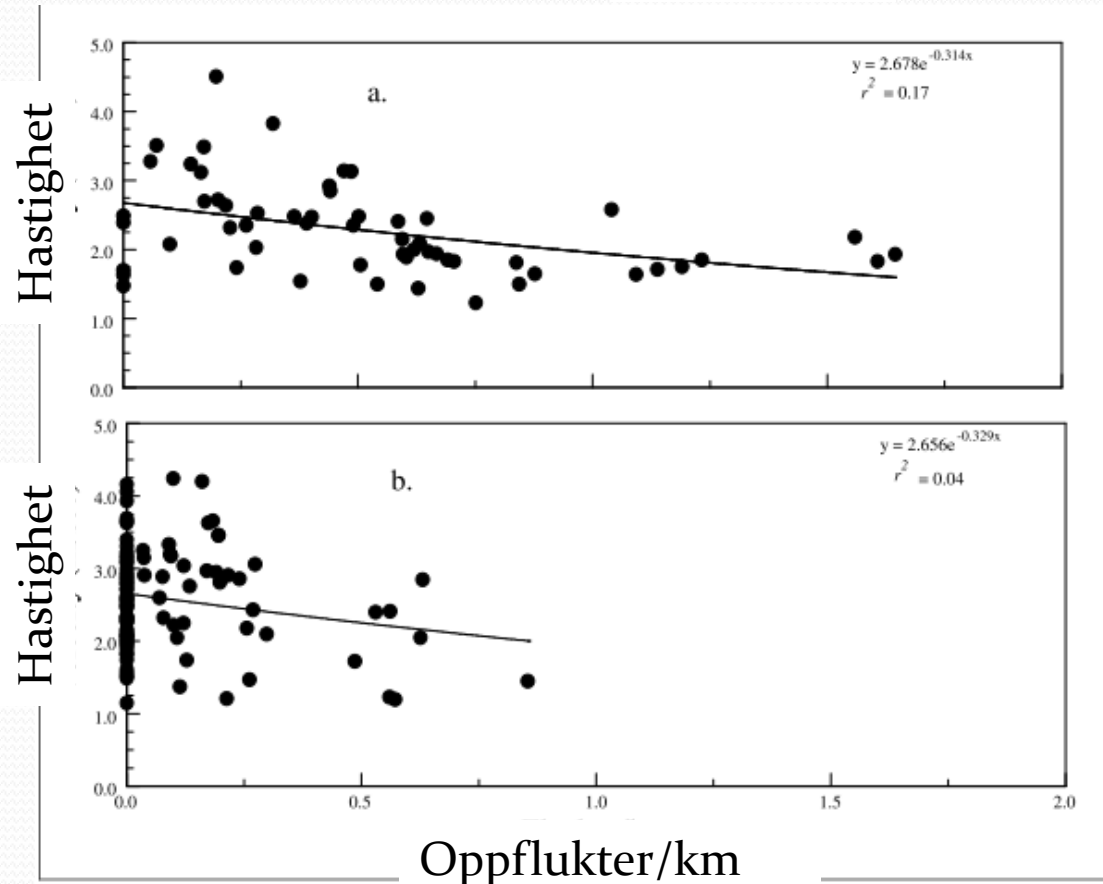 5.0
y = 2.678e^-0.314x
r^2 = 0.17
a.
4.0
3.0
2.0
1.0
0.0
Hastighet
5.0
y = 2.656e^-0.329x
r^2 = 0.04
b.
4.0
3.0
2.0
1.0
0.0
Hastighet
0.0 0.5 1.0 1.5 2.0
Oppflukter/km